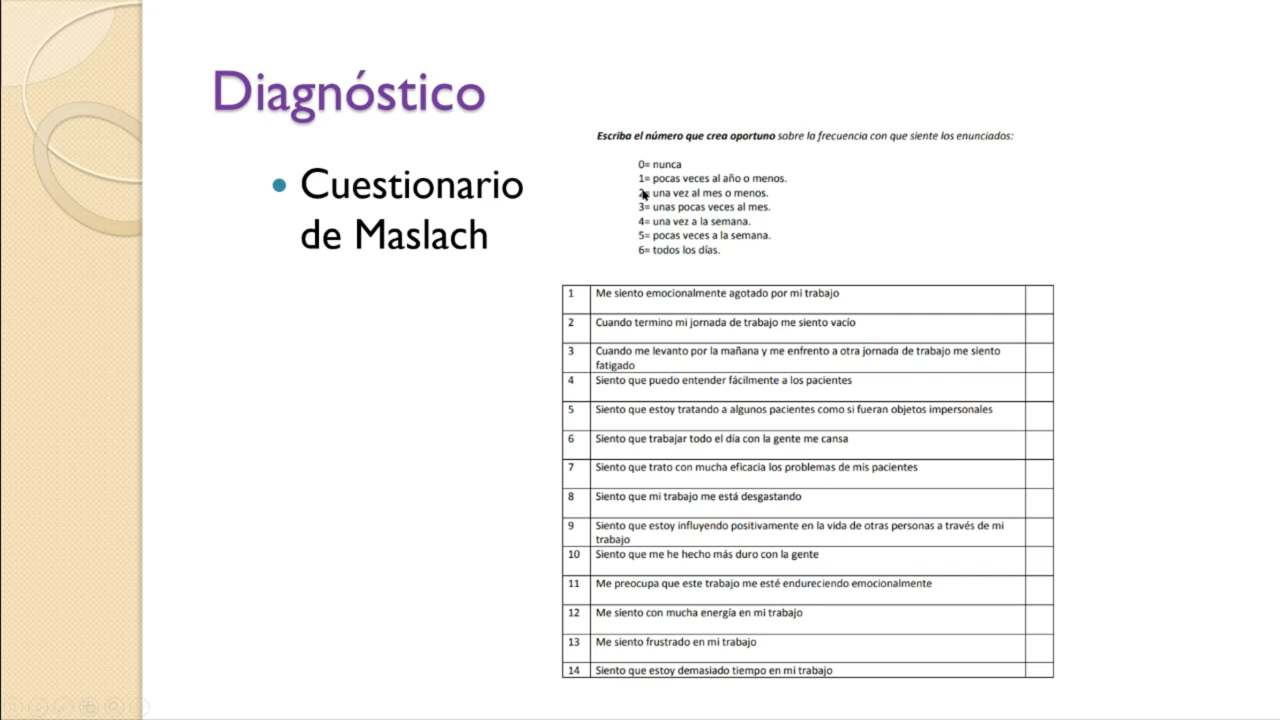 Diagnóstico
• Cuestionario
de Maslach
Escriba el número que crea oportuno sobre la frecuencia con que siente los enunciados:
0= nunca
1= pocas veces al año o menos.
2= una vez al mes o menos.
3= unas pocas veces al mes.
4= una vez a la semana.
5= pocas veces a la semana.
6= todos los días.
1 Me siento emocionalmente agotado por mi trabajo
2 Cuando termino mi jornada de trabajo me siento vacío
3 Cuando me levanto por la mañana y me enfrento a otra jornada de trabajo me siento
fatigado
4 Siento que puedo entender fácilmente a los pacientes
5 Siento que estoy tratando a algunos pacientes como si fueran objetos impersonales
6 Siento que trabajar todo el día con la gente me cansa
7 Siento que trato con mucha eficacia los problemas de mis pacientes
8 Siento que mi trabajo me está desgastando
9 Siento que estoy influyendo positivamente en la vida de otras personas a través de mi
trabajo
10 Siento que me he hecho más duro con la gente
11 Me preocupa que este trabajo me esté endureciendo emocionalmente
12 Me siento con mucha energía en mi trabajo
13 Me siento frustrado en mi trabajo
14 Siento que estoy demasiado tiempo en mi trabajo